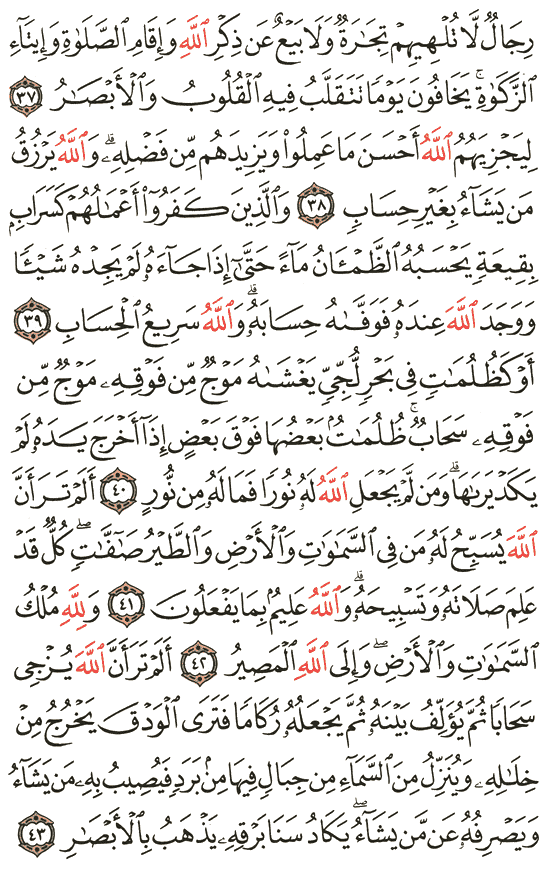 رِجَالٌ لَّا تُلْهِيهِمْ تِجَٰرَةٌ وَلَا بَيْعٌ عَن ذِكْرِ ٱللَّهِ وَإِقَامِ ٱلصَّلَوٰةِ وَإِيتَآءِ
ٱلزَّكَوٰةِ ۙ يَخَافُونَ يَوْمًا تَتَقَلَّبُ فِيهِ ٱلْقُلُوبُ وَٱلْأَبْصَٰرُ ٣٧
لِيَجْزِيَهُمُ ٱللَّهُ أَحْسَنَ مَا عَمِلُوا۟ وَيَزِيدَهُم مِّن فَضْلِهِۦ ۗ وَٱللَّهُ يَرْزُقُ
مَن يَشَآءُ بِغَيْرِ حِسَابٍ ٣٨ وَٱلَّذِينَ كَفَرُوٓا۟ أَعْمَٰلُهُمْ كَسَرَابٍۭ
بِقِيعَةٍ يَحْسَبُهُ ٱلظَّمْـَٔانُ مَآءً حَتَّىٰٓ إِذَا جَآءَهُۥ لَمْ يَجِدْهُ شَيْـًٔا
وَوَجَدَ ٱللَّهَ عِندَهُۥ فَوَفَّىٰهُ حِسَابَهُۥ ۗ وَٱللَّهُ سَرِيعُ ٱلْحِسَابِ ٣٩
أَوْ كَظُلُمَٰتٍ فِى بَحْرٍ لُّجِّىٍّ يَغْشَىٰهُ مَوْجٌ مِّن فَوْقِهِۦ مَوْجٌ مِّن
فَوْقِهِۦ سَحَابٌ ۚ ظُلُمَٰتٌۢ بَعْضُهَا فَوْقَ بَعْضٍ إِذَآ أَخْرَجَ يَدَهُۥ لَمْ
يَكَدْ يَرَىٰهَا ۗ وَمَن لَّمْ يَجْعَلِ ٱللَّهُ لَهُۥ نُورًا فَمَا لَهُۥ مِن نُّورٍ ٤٠ أَلَمْ تَرَ أَنَّ
ٱللَّهَ يُسَبِّحُ لَهُۥ مَن فِى ٱلسَّمَٰوَٰتِ وَٱلْأَرْضِ وَٱلطَّيْرُ صَٰٓفَّٰتٍ ۖ كُلٌّ قَدْ
عَلِمَ صَلَاتَهُۥ وَتَسْبِيحَهُۥ ۗ وَٱللَّهُ عَلِيمٌۢ بِمَا يَفْعَلُونَ ٤١ وَلِلَّهِ مُلْكُ
ٱلسَّمَٰوَٰتِ وَٱلْأَرْضِ ۖ وَإِلَى ٱللَّهِ ٱلْمَصِيرُ ٤٢ أَلَمْ تَرَ أَنَّ ٱللَّهَ يُزْجِى
سَحَابًا ثُمَّ يُؤَلِّفُ بَيْنَهُۥ ثُمَّ يَجْعَلُهُۥ رُكَامًا فَتَرَى ٱلْوَدْقَ يَخْرُجُ مِنْ
خِلَٰلِهِۦ وَيُنَزِّلُ مِنَ ٱلسَّمَآءِ مِن جِبَالٍ فِيهَا مِنۢ بَرَدٍ فَيُصِيبُ بِهِۦ مَن يَشَآءُ
وَيَصْرِفُهُۥ عَن مَّن يَشَآءُ ۖ يَكَادُ سَنَا بَرْقِهِۦ يَذْهَبُ بِٱلْأَبْصَٰرِ ٤٣